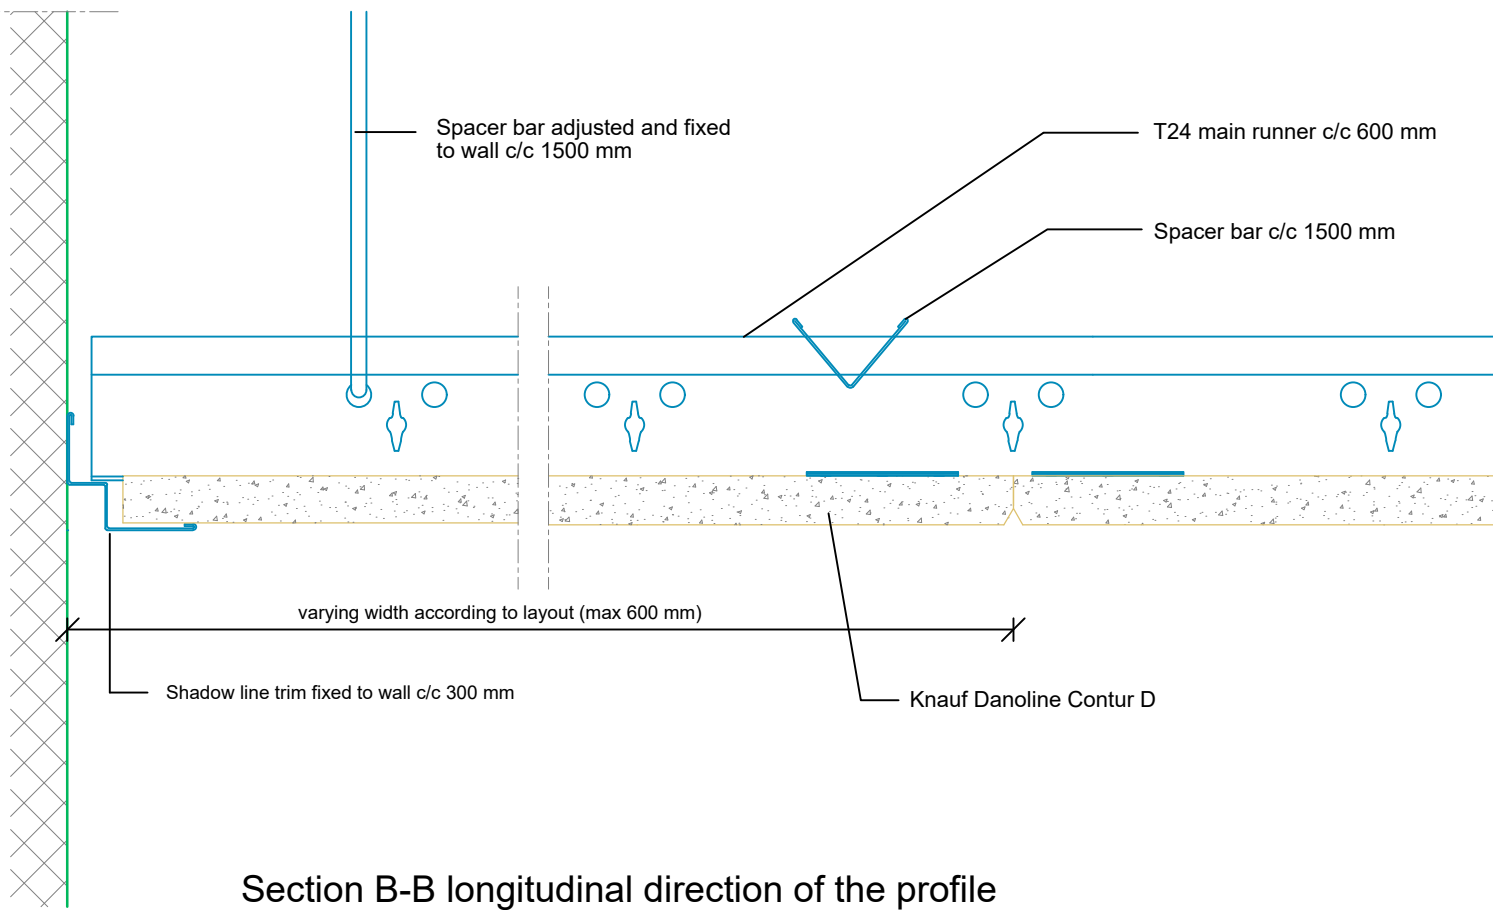 Spacer bar adjusted and fixed
to wall c/c 1500 mm
T24 main runner c/c 600 mm
Spacer bar c/c 1500 mm
varying width according to layout (max 600 mm)
Shadow line trim fixed to wall c/c 300 mm
Knauf Danoline Contur D
Section B-B longitudinal direction of the profile